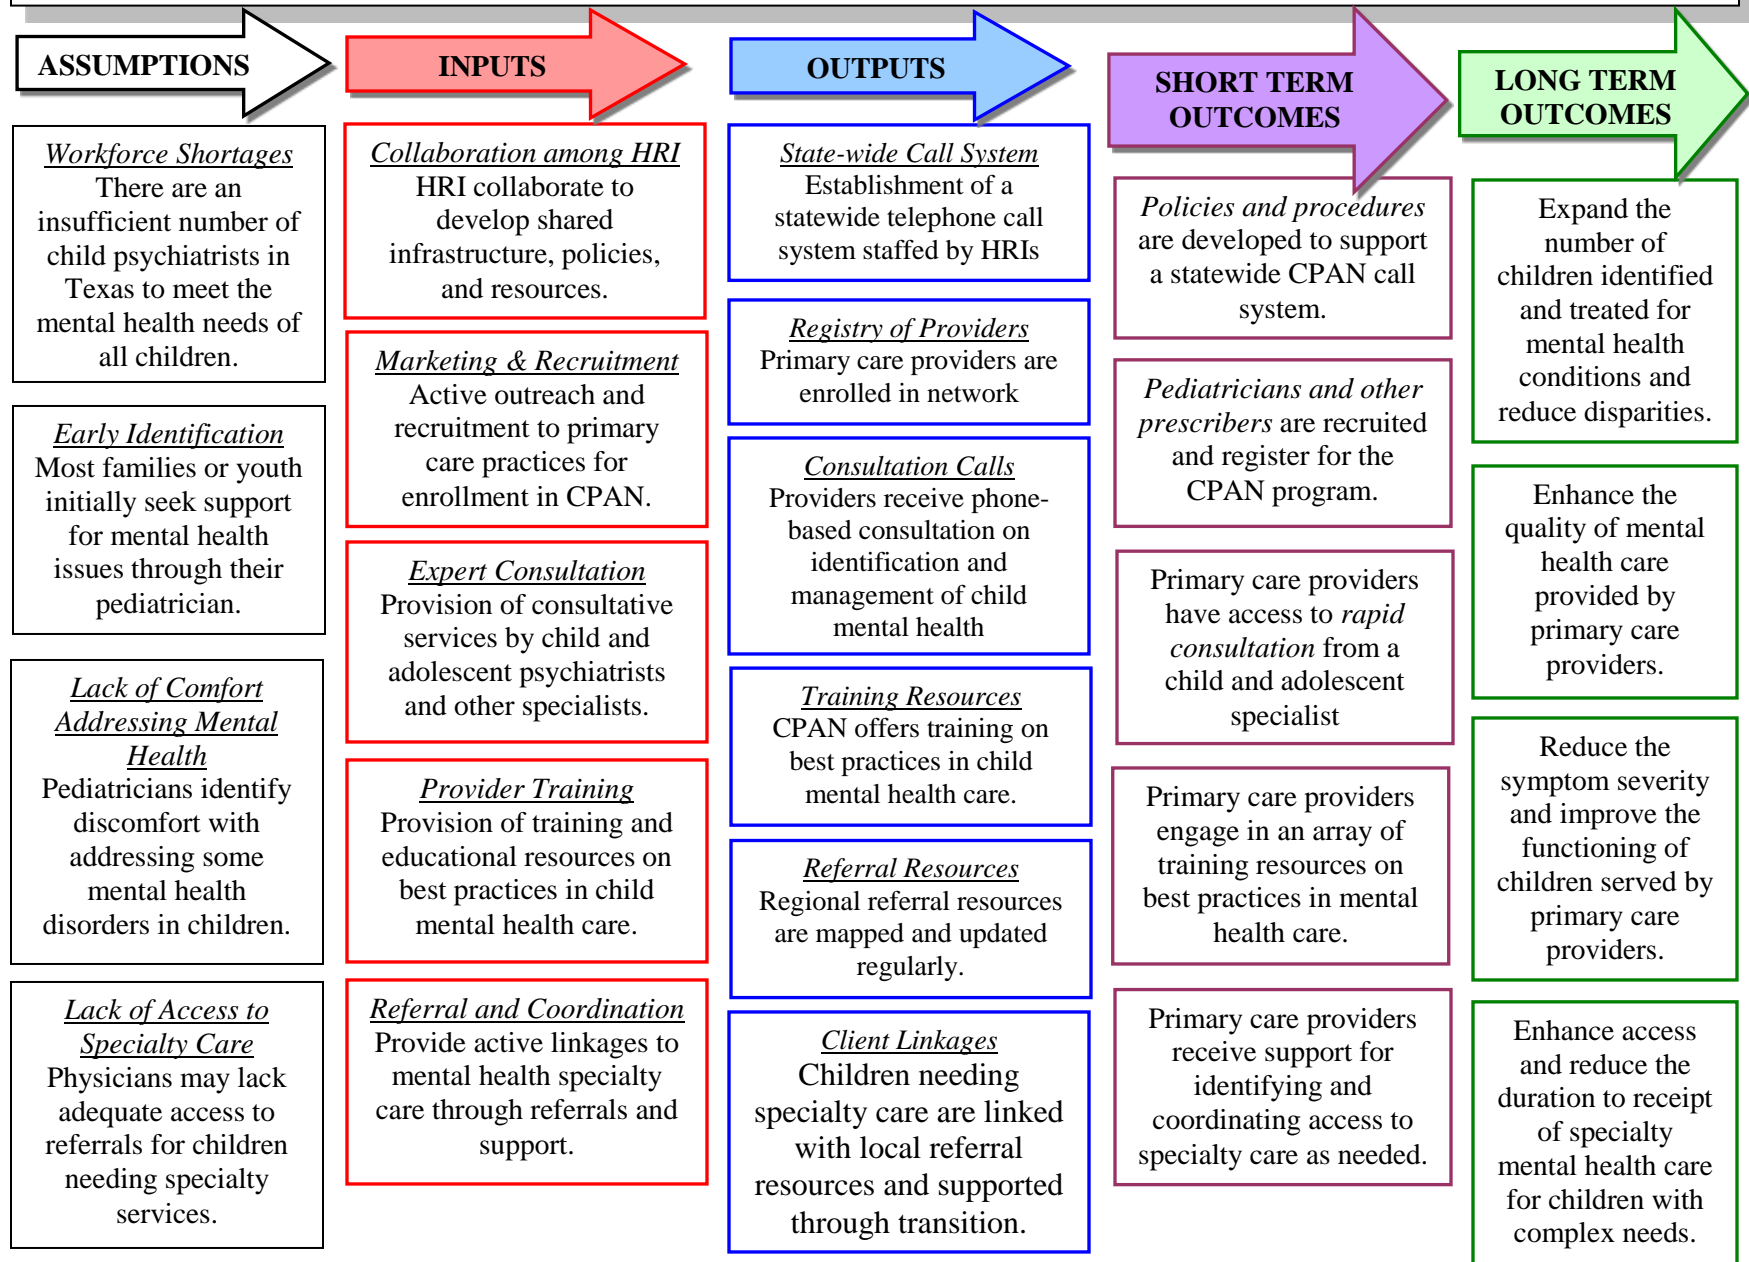 ASSUMPTIONS
Workforce Shortages
There are an
insufficient number of
child psychiatrists in
Texas to meet the
mental health needs of
all children.
Early Identification
Most families or youth
initially seek support
for mental health
issues through their
pediatrician.
Lack of Comfort
Addressing Mental
Health
Pediatricians identify
discomfort with
addressing some
mental health
disorders in children.
Lack of Access to
Specialty Care
Physicians may lack
adequate access to
referrals for children
needing specialty
services.
INPUTS
Collaboration among HRI
HRI collaborate to
develop shared
infrastructure, policies,
and resources.
Marketing & Recruitment
Active outreach and
recruitment to primary
care practices for
enrollment in CPAN.
Expert Consultation
Provision of consultative
services by child and
adolescent psychiatrists
and other specialists.
Provider Training
Provision of training and
educational resources on
best practices in child
mental health care.
Referral and Coordination
Provide active linkages to
mental health specialty
care through referrals and
support.
OUTPUTS
State-wide Call System
Establishment of a
statewide telephone call
system staffed by HRIs
Registry of Providers
Primary care providers are
enrolled in network
Consultation Calls
Providers receive phone-
based consultation on
identification and
management of child
mental health
Training Resources
CPAN offers training on
best practices in child
mental health care.
Referral Resources
Regional referral resources
are mapped and updated
regularly.
Client Linkages
Children needing
specialty care are linked
with local referral
resources and supported
through transition.
SHORT TERM
OUTCOMES
Policies and procedures
are developed to support
a statewide CPAN call
system.
Pediatricians and other
prescribers are recruited
and register for the
CPAN program.
Primary care providers
have access to rapid
consultation from a
child and adolescent
specialist
Primary care providers
engage in an array of
training resources on
best practices in mental
health care.
Primary care providers
receive support for
identifying and
coordinating access to
specialty care as needed.
LONG TERM
OUTCOMES
Expand the
number of
children identified
and treated for
mental health
conditions and
reduce disparities.
Enhance the
quality of mental
health care
provided by
primary care
providers.
Reduce the
symptom severity
and improve the
functioning of
children served by
primary care
providers.
Enhance access
and reduce the
duration to receipt
of specialty
mental health care
for children with
complex needs.